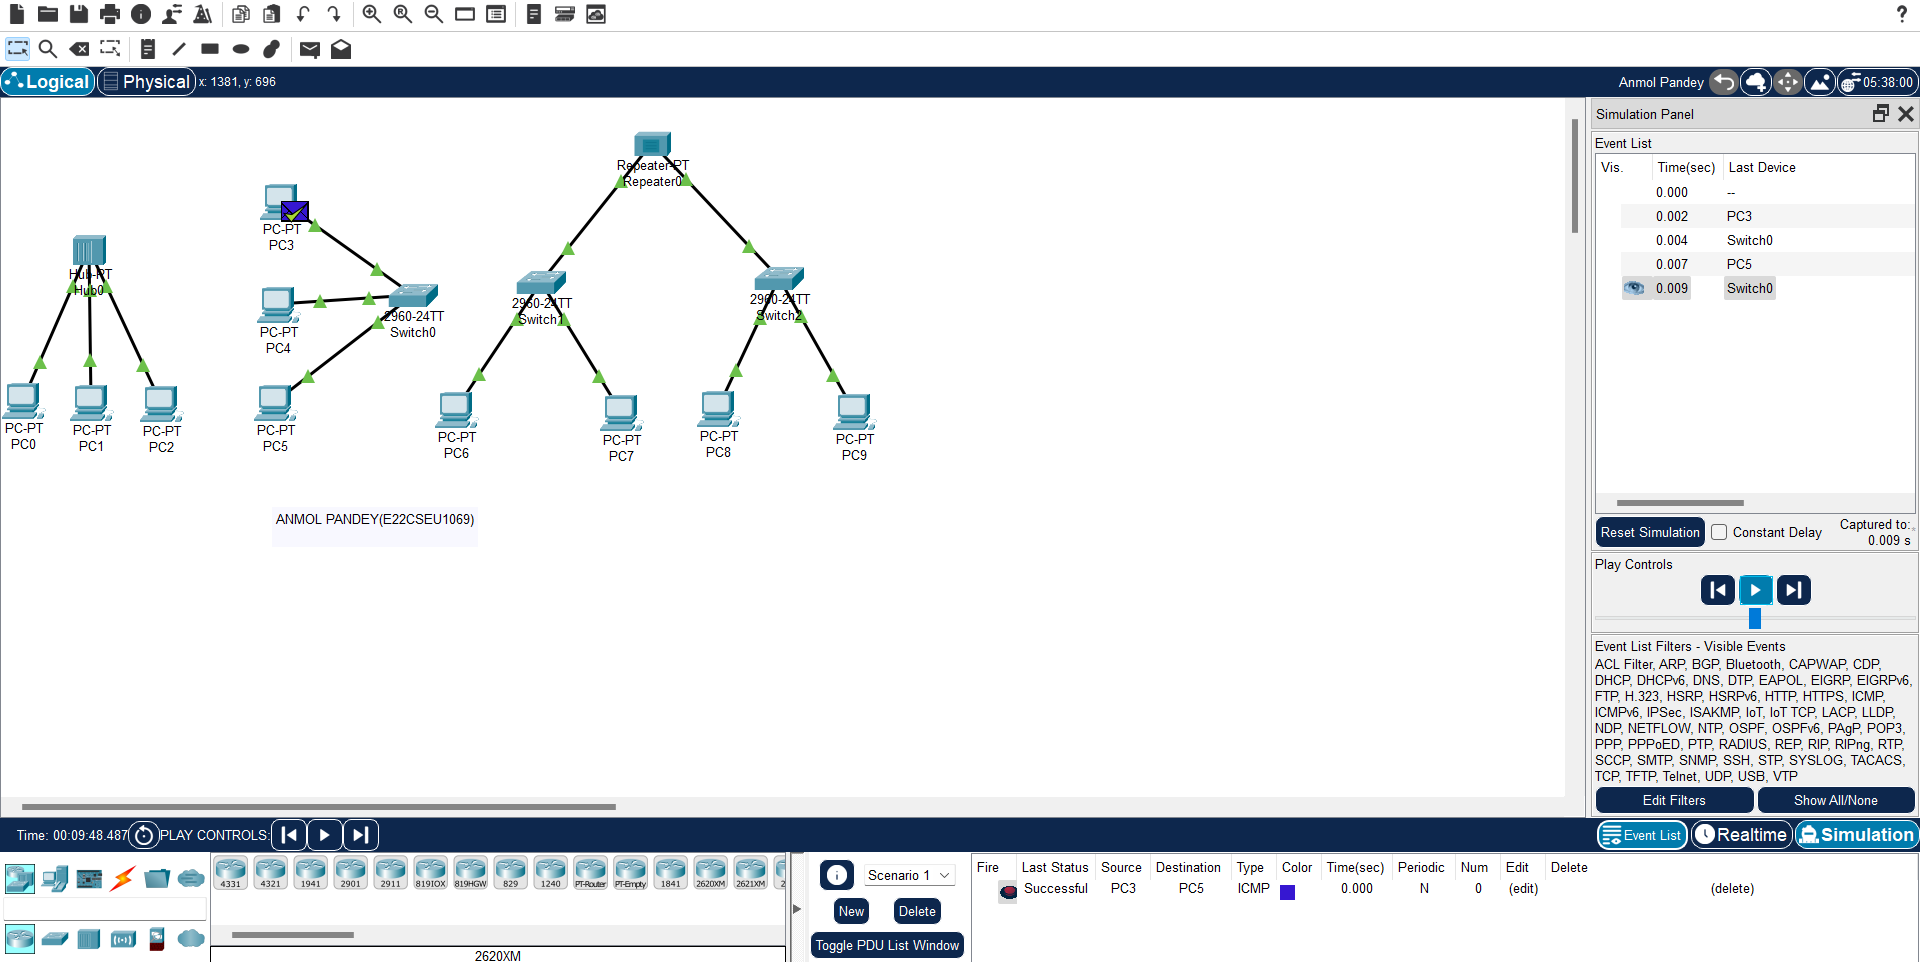 ?
Logical
Physical
x: 1381, y: 696
Anmol Pandey
05:38:00
Repeater-PT
Repeater0
PC-PT
PC3
Hub-PT
Hub0
PC-PT
PC4
2960-24TT
Switch0
2960-24TT
Switch1
2960-24TT
Switch2
PC-PT
PC0
PC-PT
PC1
PC-PT
PC2
PC-PT
PC5
PC-PT
PC6
PC-PT
PC7
PC-PT
PC8
PC-PT
PC9
ANMOL PANDEY(E22CSEU1069)
Simulation Panel
Event List
Vis. Time(sec) Last Device
0.000 --
0.002 PC3
0.004 Switch0
0.007 PC5
0.009 Switch0
Reset Simulation
Constant Delay
Captured to:
0.009 s
Play Controls
Event List Filters - Visible Events
ACL Filter, ARP, BGP, Bluetooth, CAPWAP, CDP,
DHCP, DHCPv6, DNS, DTP, EAPOL, EIGRP, EIGRPv6,
FTP, H.323, HSRP, HSRPv6, HTTP, HTTPS, ICMP,
ICMPv6, IPSec, ISAKMP, IoT, IoT TCP, LACP, LLDP,
NDP, NETFLOW, NTP, OSPF, OSPFv6, PAgP, POP3,
PPP, PPPoED, PTP, RADIUS, REP, RIP, RIPng, RTP,
SCCP, SMTP, SNMP, SSH, STP, SYSLOG, TACACS,
TCP, TFTP, Telnet, UDP, USB, VTP
Edit Filters
Show All/None
Time: 00:09:48.487
PLAY CONTROLS:
Event List
Realtime
Simulation
4331 4321 1941 2901 2911 819IOX 819HGW 829 1240 PT-Router PT-Empty 1841 2620XM 2621XM 2
2620XM
Scenario 1
New
Delete
Toggle PDU List Window
Fire Last Status Source Destination Type Color Time(sec) Periodic Num Edit Delete
Successful PC3 PC5 ICMP 0.000 N 0 (edit) (delete)